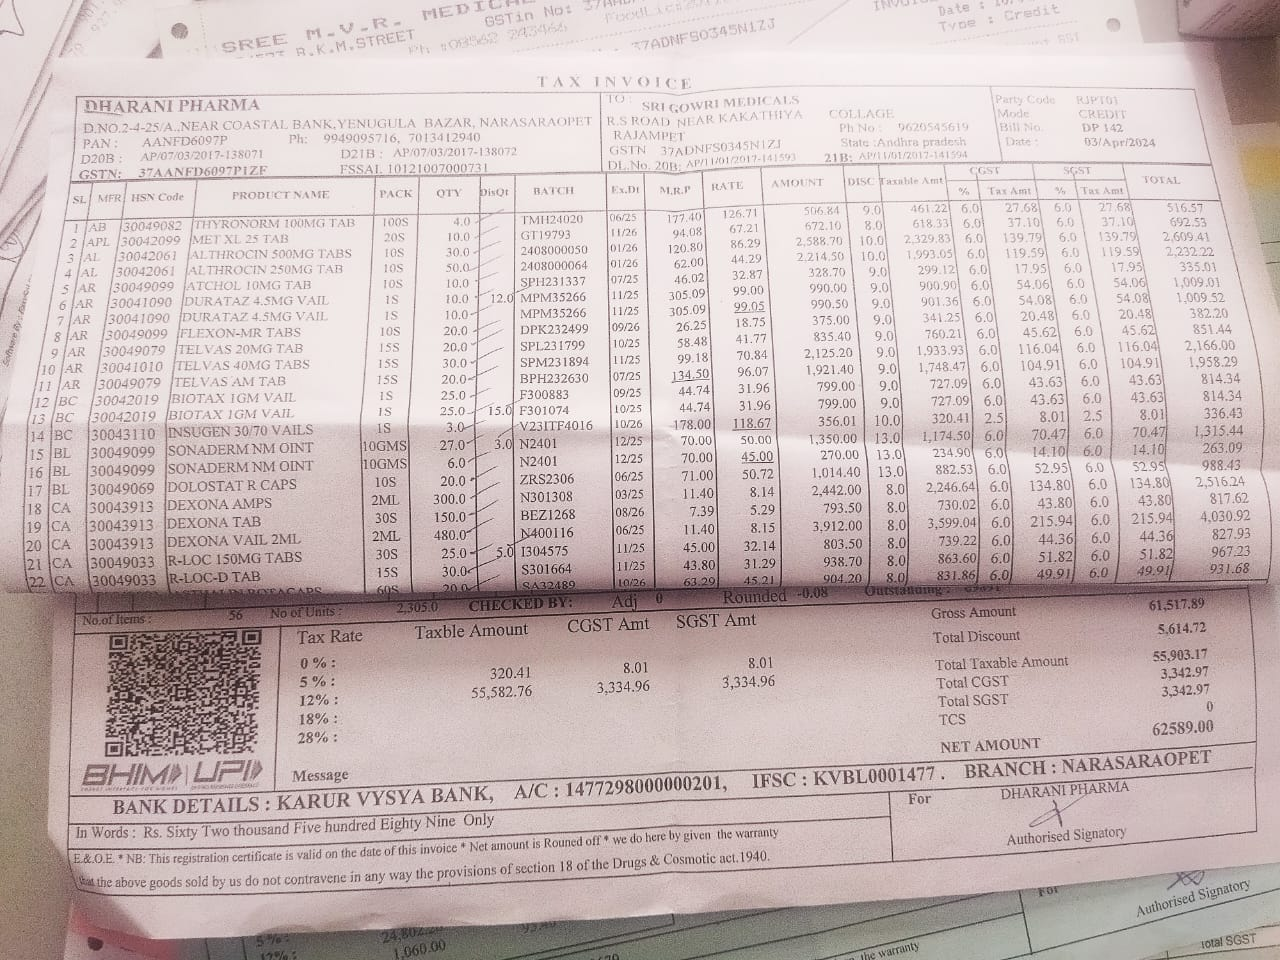 SREE M.V.R. MEDICAL
R.K.M.STREET
GSTin No:
37ADNFS0345N1ZJ
Date :
Type : Credit
TAX INVOICE
DHARANI PHARMA
D.NO.2-4-25/A.,NEAR COASTAL BANK,YENUGULA BAZAR, NARASARAOPET
PAN : AANFD6097P Ph: 9949095716, 7013412940
D20B : AP/07/03/2017-138071 D21B : AP/07/03/2017-138072
GSTN: 37AANFD6097P1ZF FSSAI. 10121007000731
TO : SRI GOWRI MEDICALS
R.S ROAD NEAR KAKATHIYA COLLAGE
RAJAMPET Ph No : 9620545619
GSTN 37ADNFS0345N1ZJ State :Andhra pradesh
DL.No. 20B: AP/11/01/2017-141593 21B: AP/11/01/2017-141594
Party Code RJPT01
Mode CREDIT
Bill No. DP 142
Date : 03/Apr/2024
SL MFR HSN Code PRODUCT NAME PACK QTY DisQt BATCH Ex.Dt M.R.P RATE AMOUNT DISC Taxable Amt CGST % Tax Amt SGST % Tax Amt TOTAL
1 AB 30049082 THYRONORM 100MG TAB 100S 4.0 TMH24020 06/25 177.40 126.71 506.84 9.0 461.22 6.0 27.68 6.0 27.68 516.57
2 APL 30042099 MET XL 25 TAB 20S 10.0 GT19793 11/26 94.08 67.21 672.10 8.0 618.33 6.0 37.10 6.0 37.10 692.53
3 AL 30042061 ALTHROCIN 500MG TABS 10S 30.0 2408000050 01/26 120.80 86.29 2,588.70 10.0 2,329.83 6.0 139.79 6.0 139.79 2,609.41
4 AL 30042061 ALTHROCIN 250MG TAB 10S 50.0 2408000064 01/26 62.00 44.29 2,214.50 10.0 1,993.05 6.0 119.59 6.0 119.59 2,232.22
5 AR 30049099 ATCHOL 10MG TAB 10S 10.0 SPH231337 07/25 46.02 32.87 328.70 9.0 299.12 6.0 17.95 6.0 17.95 335.01
6 AR 30041090 DURATAZ 4.5MG VAIL 1S 10.0 12.0 MPM35266 11/25 305.09 99.00 990.00 9.0 900.90 6.0 54.06 6.0 54.06 1,009.01
7 AR 30041090 DURATAZ 4.5MG VAIL 1S 10.0 MPM35266 11/25 305.09 99.05 990.50 9.0 901.36 6.0 54.08 6.0 54.08 1,009.52
8 AR 30049099 FLEXON-MR TABS 10S 20.0 DPK232499 09/26 26.25 18.75 375.00 9.0 341.25 6.0 20.48 6.0 20.48 382.20
9 AR 30049079 TELVAS 20MG TAB 15S 20.0 SPL231799 10/25 58.48 41.77 835.40 9.0 760.21 6.0 45.62 6.0 45.62 851.44
10 AR 30041010 TELVAS 40MG TABS 15S 30.0 SPM231894 11/25 99.18 70.84 2,125.20 9.0 1,933.93 6.0 116.04 6.0 116.04 2,166.00
11 AR 30049079 TELVAS AM TAB 15S 20.0 BPH232630 07/25 134.50 96.07 1,921.40 9.0 1,748.47 6.0 104.91 6.0 104.91 1,958.29
12 BC 30042019 BIOTAX 1GM VAIL 1S 25.0 F300883 09/25 44.74 31.96 799.00 9.0 727.09 6.0 43.63 6.0 43.63 814.34
13 BC 30042019 BIOTAX 1GM VAIL 1S 25.0 15.0 F301074 10/25 44.74 31.96 799.00 9.0 727.09 6.0 43.63 6.0 43.63 814.34
14 BC 30043110 INSUGEN 30/70 VAILS 1S 3.0 V23ITF4016 10/26 178.00 118.67 356.01 10.0 320.41 2.5 8.01 2.5 8.01 336.43
15 BL 30049099 SONADERM NM OINT 10GMS 27.0 3.0 N2401 12/25 70.00 50.00 1,350.00 13.0 1,174.50 6.0 70.47 6.0 70.47 1,315.44
16 BL 30049099 SONADERM NM OINT 10GMS 6.0 N2401 12/25 70.00 45.00 270.00 13.0 234.90 6.0 14.10 6.0 14.10 263.09
17 BL 30049069 DOLOSTAT R CAPS 10S 20.0 ZRS2306 06/25 71.00 50.72 1,014.40 13.0 882.53 6.0 52.95 6.0 52.95 988.43
18 CA 30043913 DEXONA AMPS 2ML 300.0 N301308 03/25 11.40 8.14 2,442.00 8.0 2,246.64 6.0 134.80 6.0 134.80 2,516.24
19 CA 30043913 DEXONA TAB 30S 150.0 BEZ1268 08/26 7.39 5.29 793.50 8.0 730.02 6.0 43.80 6.0 43.80 817.62
20 CA 30043913 DEXONA VAIL 2ML 2ML 480.0 N400116 06/25 11.40 8.15 3,912.00 8.0 3,599.04 6.0 215.94 6.0 215.94 4,030.92
21 CA 30049033 R-LOC 150MG TABS 30S 25.0 5.0 I304575 11/25 45.00 32.14 803.50 8.0 739.22 6.0 44.36 6.0 44.36 827.93
22 CA 30049033 R-LOC-D TAB 15S 30.0 S301664 11/25 43.80 31.29 938.70 8.0 863.60 6.0 51.82 6.0 51.82 967.23
60S 20.0 SA32489 10/26 63.29 45.21 904.20 8.0 831.86 6.0 49.91 6.0 49.91 931.68
No.of Items : 56 No of Units : 2,305.0 CHECKED BY: Adj 0 Rounded -0.08 Outstanding :
Tax Rate Taxble Amount CGST Amt SGST Amt
0 % :
5 % : 320.41 8.01 8.01
12% : 55,582.76 3,334.96 3,334.96
18% :
28% :
Gross Amount 61,517.89
Total Discount 5,614.72
Total Taxable Amount 55,903.17
Total CGST 3,342.97
Total SGST 3,342.97
TCS 0
NET AMOUNT 62589.00
BHIM UPI
Message
BANK DETAILS : KARUR VYSYA BANK, A/C : 1477298000000201, IFSC : KVBL0001477 . BRANCH : NARASARAOPET
In Words : Rs. Sixty Two thousand Five hundred Eighty Nine Only
For DHARANI PHARMA
Authorised Signatory
E.&.O.E. * NB: This registration certificate is valid on the date of this invoice * Net amount is Rouned off * we do here by given the warranty
that the above goods sold by us do not contravene in any way the provisions of section 18 of the Drugs & Cosmotic act.1940.
5 % :
12% : 1,060.00
the warranty
For
Authorised Signatory
Total SGST